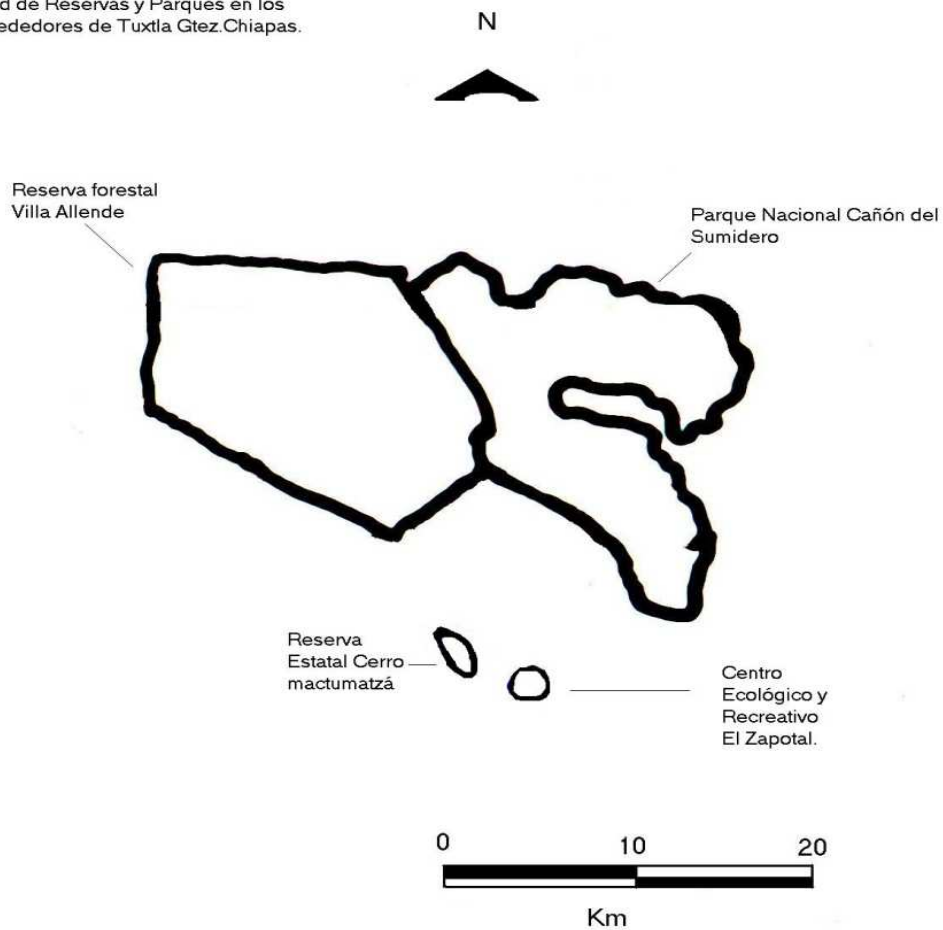 de Reservas y Parques en los
de Tuxtla Gtez.Chiapas.
N
Reserva forestal
Villa Allende
Parque Nacional Cañón del
Sumidero
Reserva
Estatal Cerro
mactumatzá
Centro
Ecológico y
Recreativo
El Zapotal.
0 10 20
Km